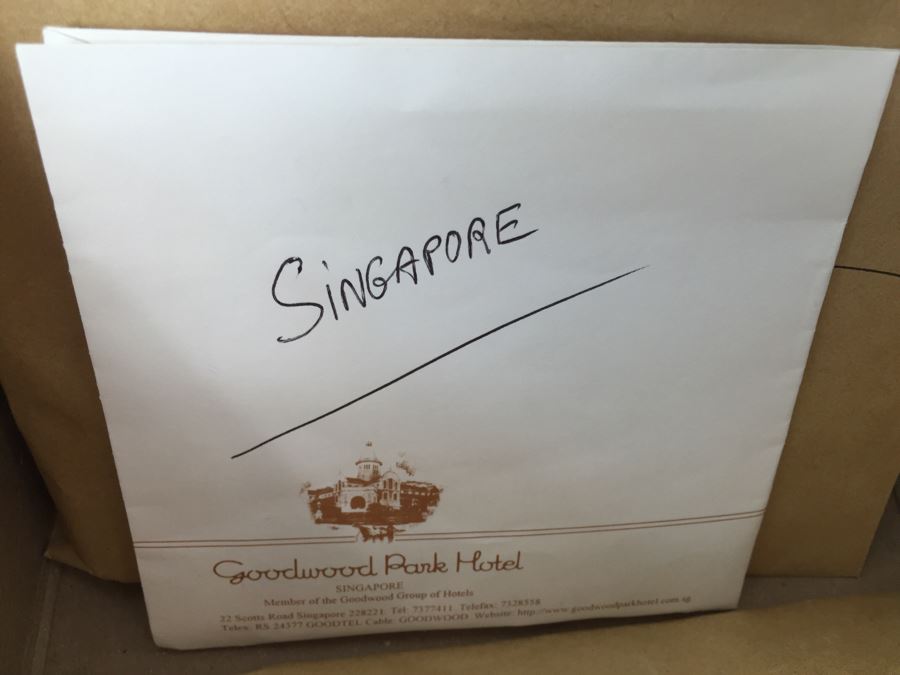 SiNGAPORE
Goodwood Park Hotel
SINGAPORE
Member of the Goodwood Group of Hotels
22 Scotts Road Singapore 228221 Tel: 7377411 Telefax: 7328558
Telex: RS 24377 GOODTEL Cable: GOODWOOD Website: http://www.goodwoodparkhotel.com.sg